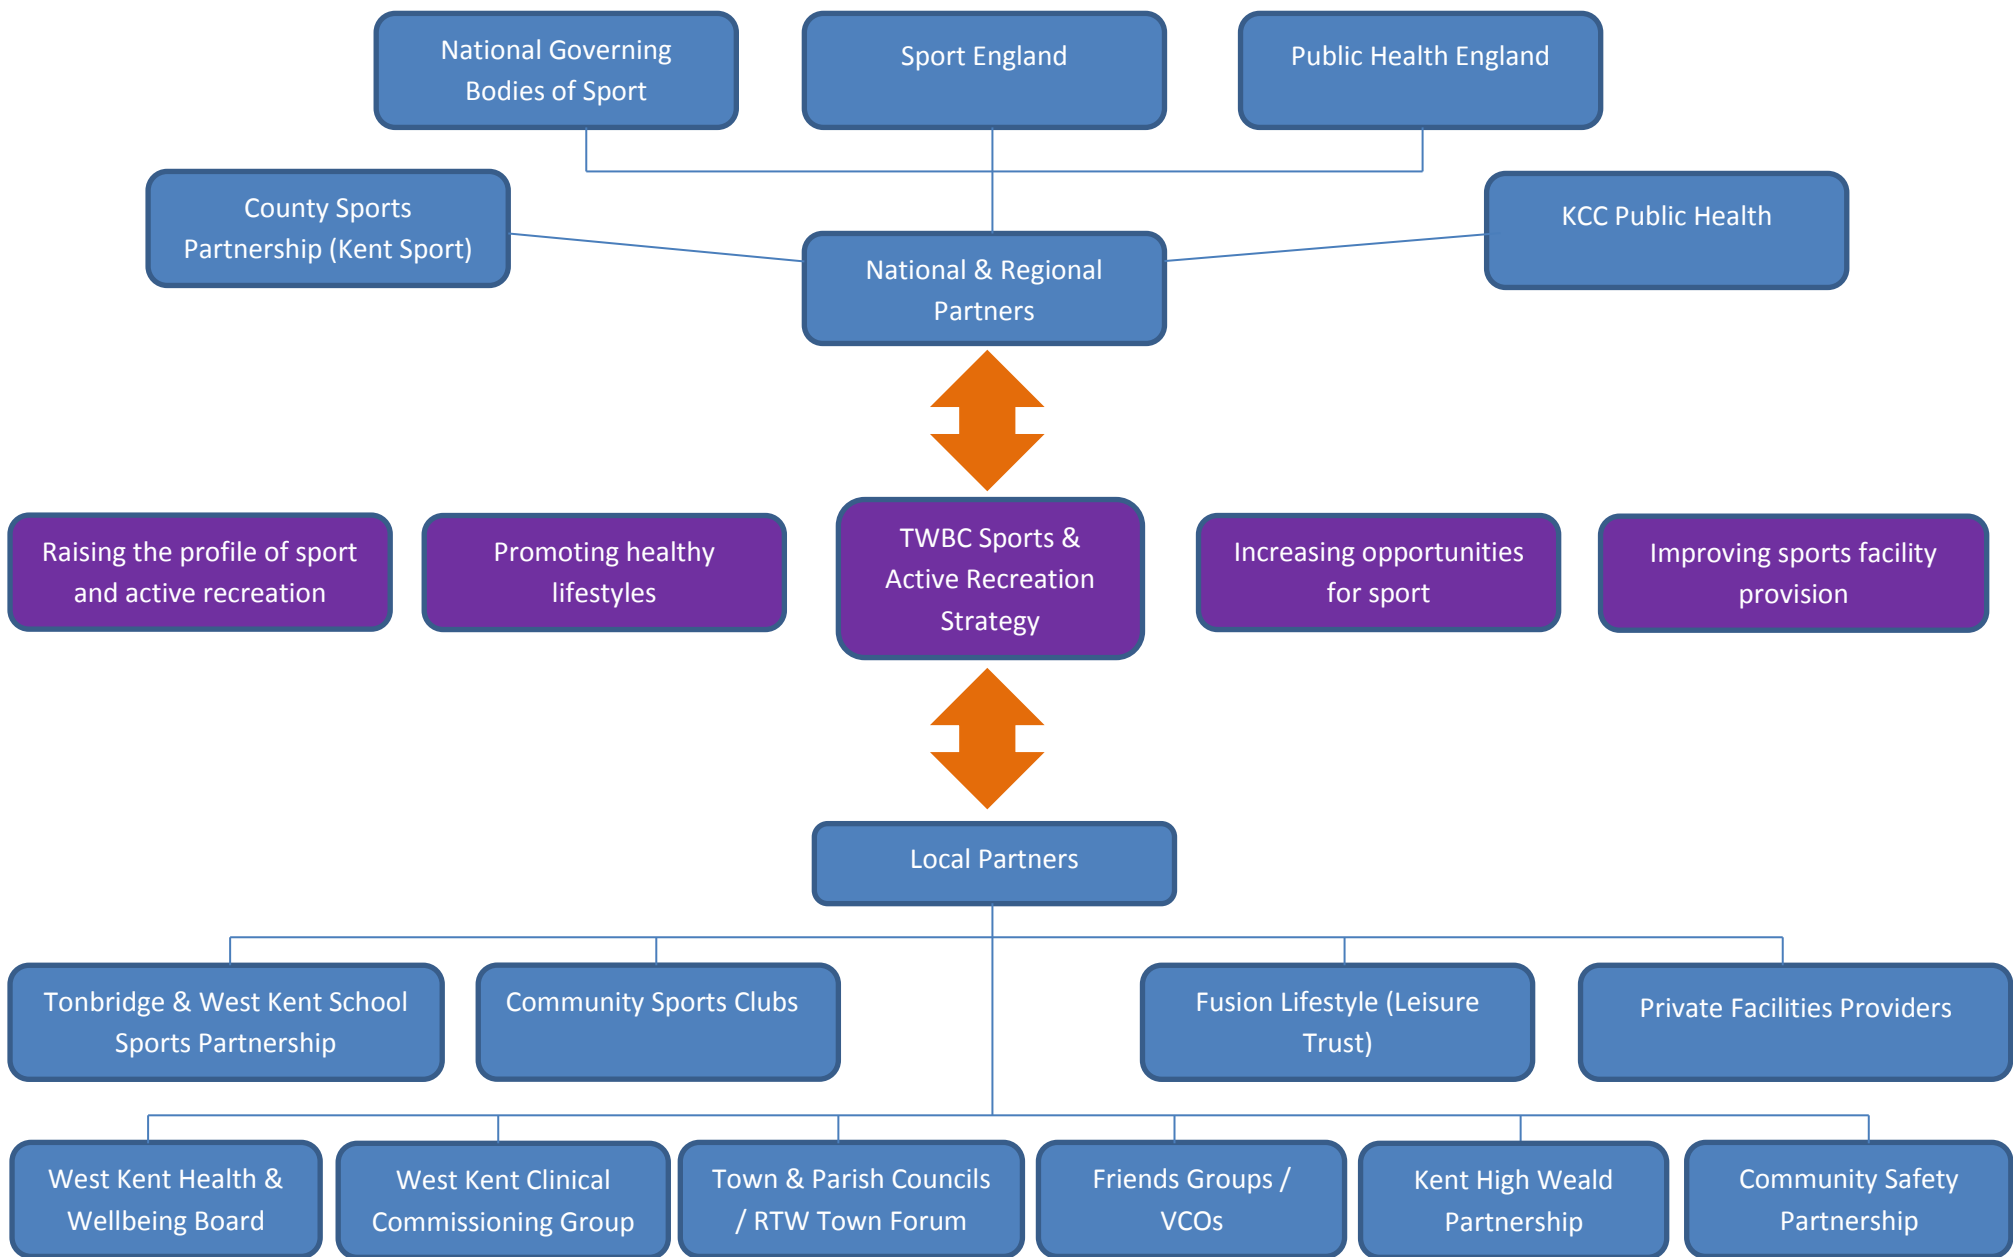 National Governing
Bodies of Sport
Sport England
Public Health England
County Sports
Partnership (Kent Sport)
KCC Public Health
National & Regional
Partners
Raising the profile of sport
and active recreation
Promoting healthy
lifestyles
TWBC Sports &
Active Recreation
Strategy
Increasing opportunities
for sport
Improving sports facility
provision
Local Partners
Tonbridge & West Kent School
Sports Partnership
Community Sports Clubs
Fusion Lifestyle (Leisure
Trust)
Private Facilities Providers
West Kent Health &
Wellbeing Board
West Kent Clinical
Commissioning Group
Town & Parish Councils
/ RTW Town Forum
Friends Groups /
VCOs
Kent High Weald
Partnership
Community Safety
Partnership